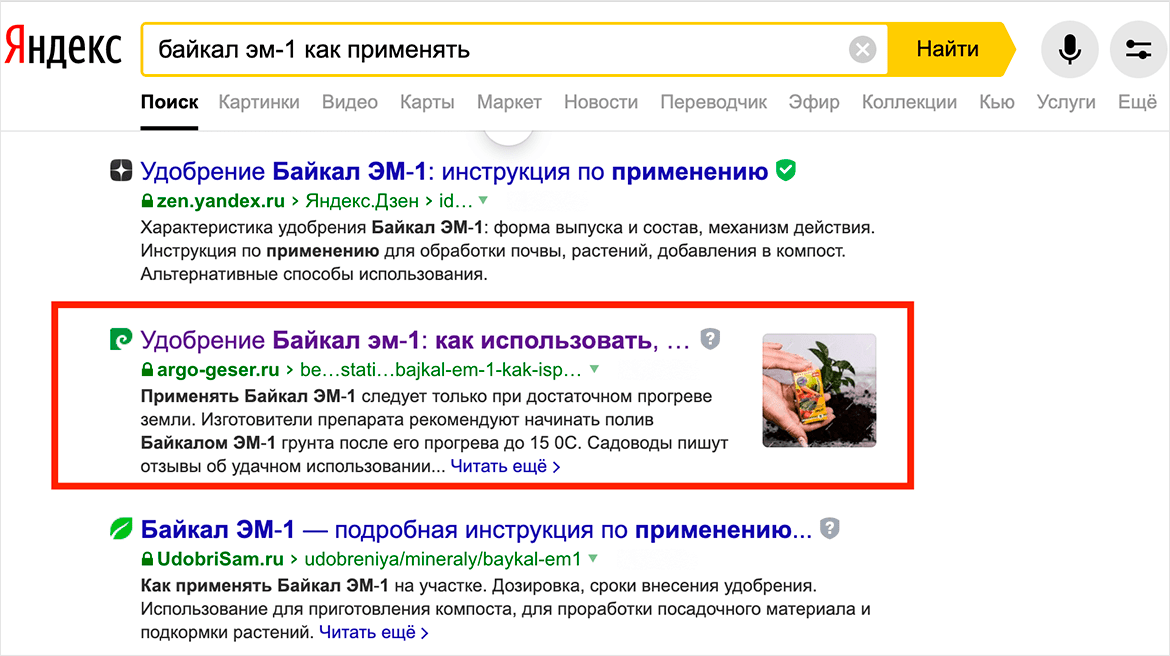 Яндекс
байкал эм-1 как применять
Найти
Поиск Картинки Видео Карты Маркет Новости Переводчик Эфир Коллекции Кью Услуги Ещё
Удобрение Байкал ЭМ-1: инструкция по применению
zen.yandex.ru › Яндекс.Дзен › id...
Характеристика удобрения Байкал ЭМ-1: форма выпуска и состав, механизм действия.
Инструкция по применению для обработки почвы, растений, добавления в компост.
Альтернативные способы использования.
Удобрение Байкал эм-1: как использовать, ...
argo-geser.ru › be...stati...bajkal-em-1-kak-isp...
Применять Байкал ЭМ-1 следует только при достаточном прогреве
земли. Изготовители препарата рекомендуют начинать полив
Байкалом ЭМ-1 грунта после его прогрева до 15 0С. Садоводы пишут
отзывы об удачном использовании... Читать ещё ›
Байкал ЭМ-1 — подробная инструкция по применению...
UdobriSam.ru › udobreniya/mineraly/baykal-em1
Как применять Байкал ЭМ-1 на участке. Дозировка, сроки внесения удобрения.
Использование для приготовления компоста, для проработки посадочного материала и
подкормки растений. Читать ещё ›